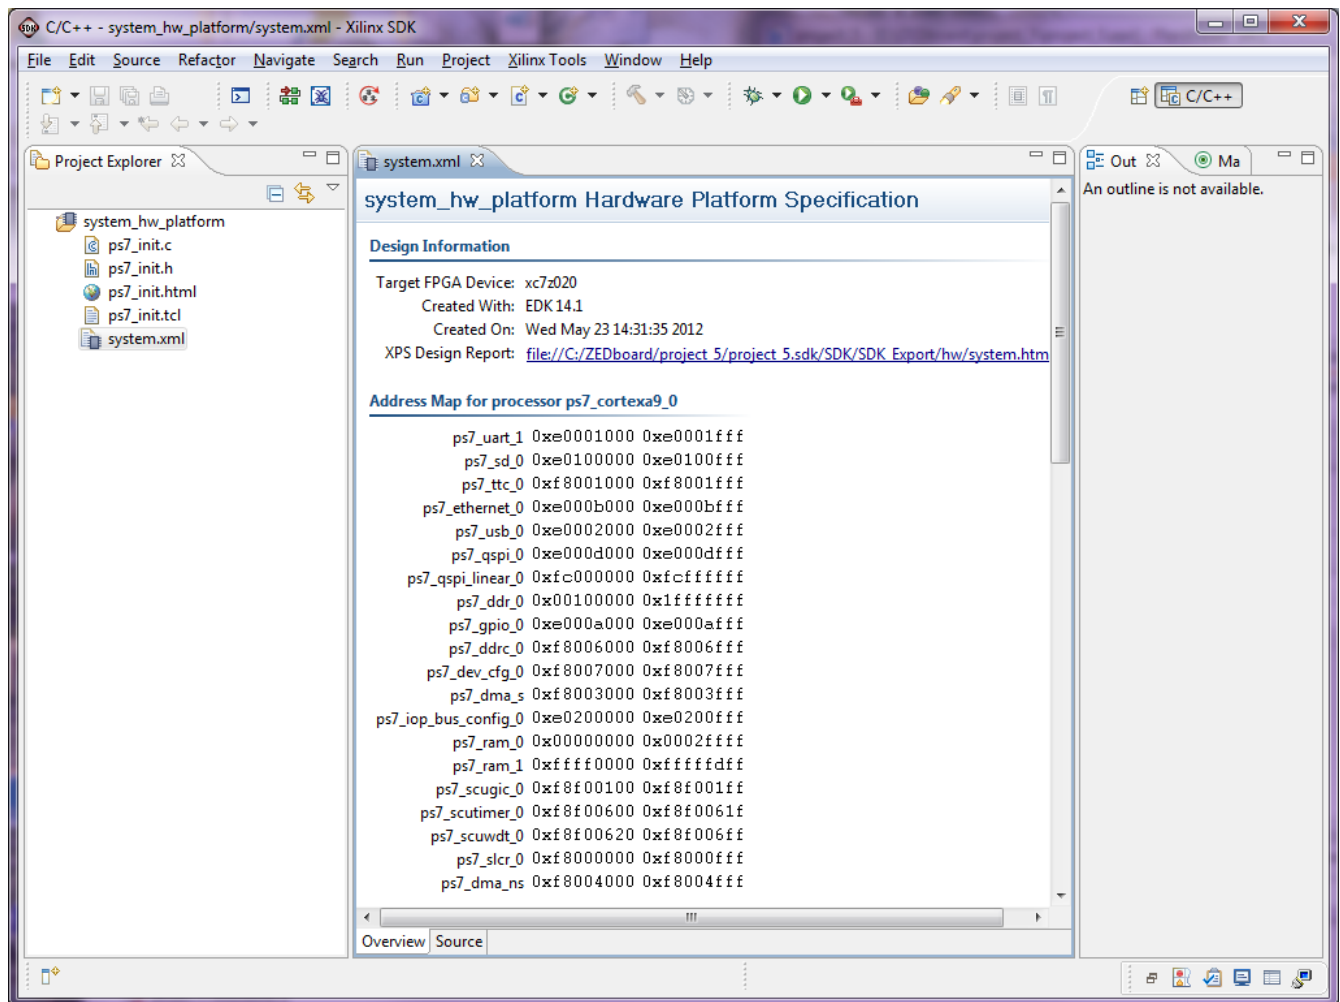 C/C++ - system_hw_platform/system.xml - Xilinx SDK
File Edit Source Refactor Navigate Search Run Project Xilinx Tools Window Help
C/C++
Project Explorer
system.xml
Out
Ma
system_hw_platform
ps7_init.c
ps7_init.h
ps7_init.html
ps7_init.tcl
system.xml
system_hw_platform Hardware Platform Specification
Design Information
Target FPGA Device: xc7z020
Created With: EDK 14.1
Created On: Wed May 23 14:31:35 2012
XPS Design Report: file://C:/ZEDboard/project_5/project_5.sdk/SDK/SDK_Export/hw/system.htm
Address Map for processor ps7_cortexa9_0
ps7_uart_1 0xe0001000 0xe0001fff
ps7_sd_0 0xe0100000 0xe0100fff
ps7_ttc_0 0xf8001000 0xf8001fff
ps7_ethernet_0 0xe000b000 0xe000bfff
ps7_usb_0 0xe0002000 0xe0002fff
ps7_qspi_0 0xe000d000 0xe000dfff
ps7_qspi_linear_0 0xfc000000 0xfcffffff
ps7_ddr_0 0x00100000 0x1fffffff
ps7_gpio_0 0xe000a000 0xe000afff
ps7_ddrc_0 0xf8006000 0xf8006fff
ps7_dev_cfg_0 0xf8007000 0xf8007fff
ps7_dma_s 0xf8003000 0xf8003fff
ps7_iop_bus_config_0 0xe0200000 0xe0200fff
ps7_ram_0 0x00000000 0x0002ffff
ps7_ram_1 0xffff0000 0xfffffdff
ps7_scugic_0 0xf8f00100 0xf8f001ff
ps7_scutimer_0 0xf8f00600 0xf8f0061f
ps7_scuwdt_0 0xf8f00620 0xf8f006ff
ps7_slcr_0 0xf8000000 0xf8000fff
ps7_dma_ns 0xf8004000 0xf8004fff
Overview Source
An outline is not available.